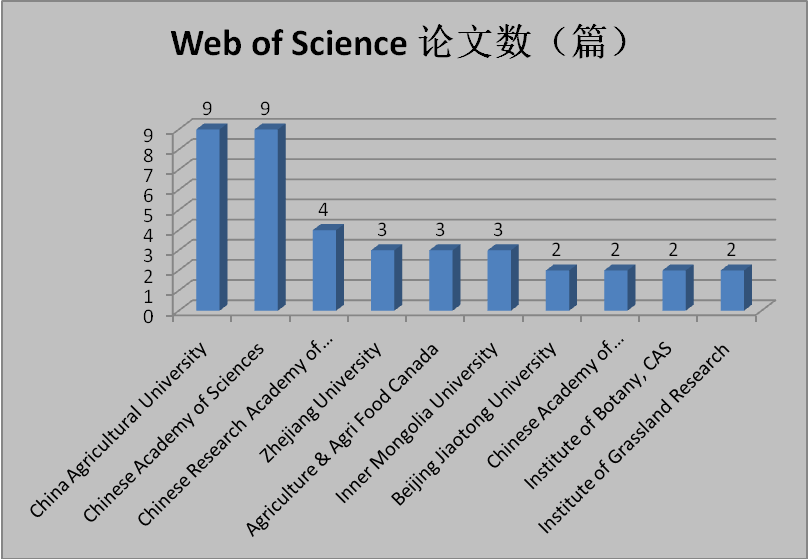 Web of Science 论文数（篇）
9 9 4 3 3 3 2 2 2 2
9
8
7
6
5
4
3
2
1
0
China Agricultural University
Chinese Academy of Sciences
Chinese Research Academy of...
Zhejiang University
Agriculture & Agri Food Canada
Inner Mongolia University
Beijing Jiaotong University
Chinese Academy of...
Institute of Botany, CAS
Institute of Grassland Research